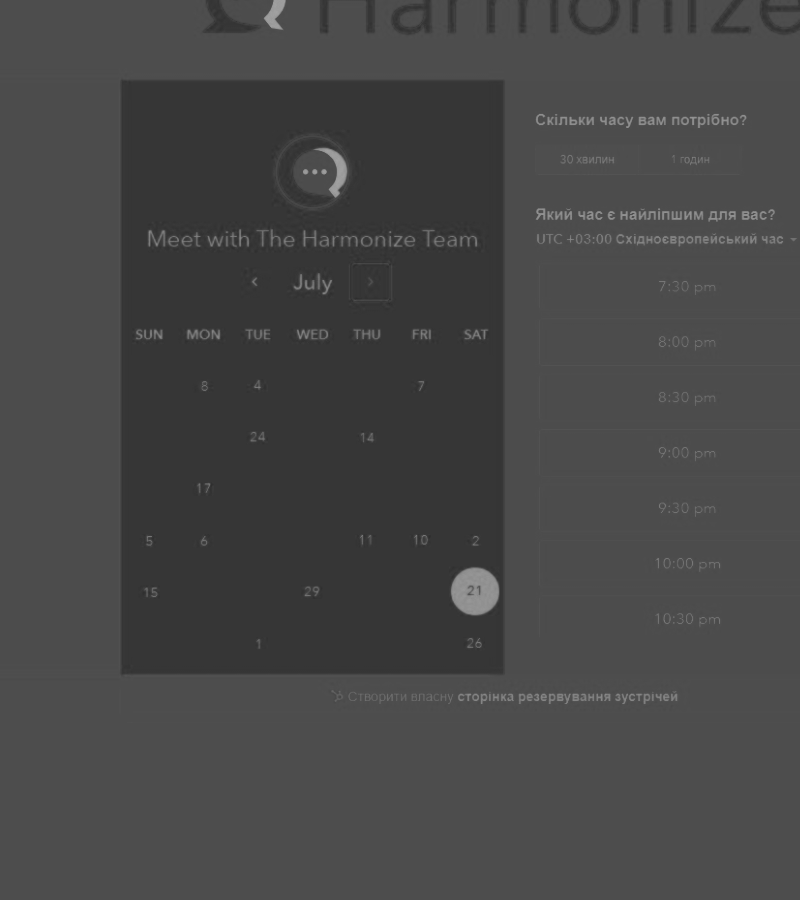 Harmonize
Meet with The Harmonize Team
July
SUN MON TUE WED THU FRI SAT
8 4 7
24 14
17
5 6 11 10 2
15 29 21
1 26
Скільки часу вам потрібно?
30 хвилин 1 годин
Який час є найліпшим для вас?
UTC +03:00 Східноєвропейський час
7:30 pm
8:00 pm
8:30 pm
9:00 pm
9:30 pm
10:00 pm
10:30 pm
Створити власну сторінка резервування зустрічей